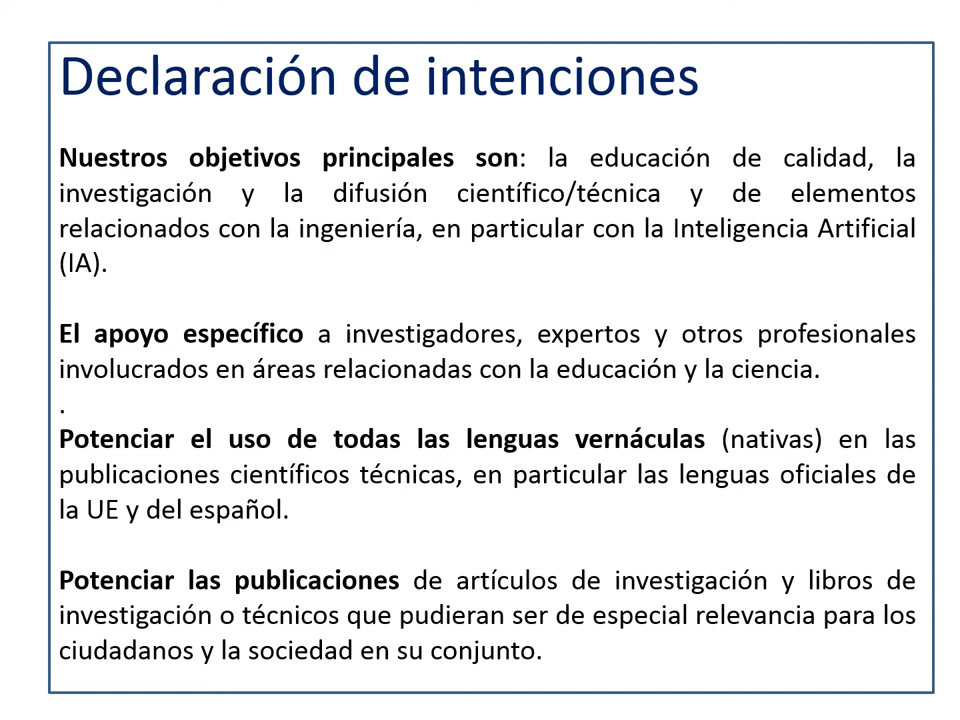 Declaración de intenciones
Nuestros objetivos principales son: la educación de calidad, la
investigación y la difusión científico/técnica y de elementos
relacionados con la ingeniería, en particular con la Inteligencia Artificial
(IA).
El apoyo específico a investigadores, expertos y otros profesionales
involucrados en áreas relacionadas con la educación y la ciencia.
.
Potenciar el uso de todas las lenguas vernáculas (nativas) en las
publicaciones científicos técnicas, en particular las lenguas oficiales de
la UE y del español.
Potenciar las publicaciones de artículos de investigación y libros de
investigación o técnicos que pudieran ser de especial relevancia para los
ciudadanos y la sociedad en su conjunto.